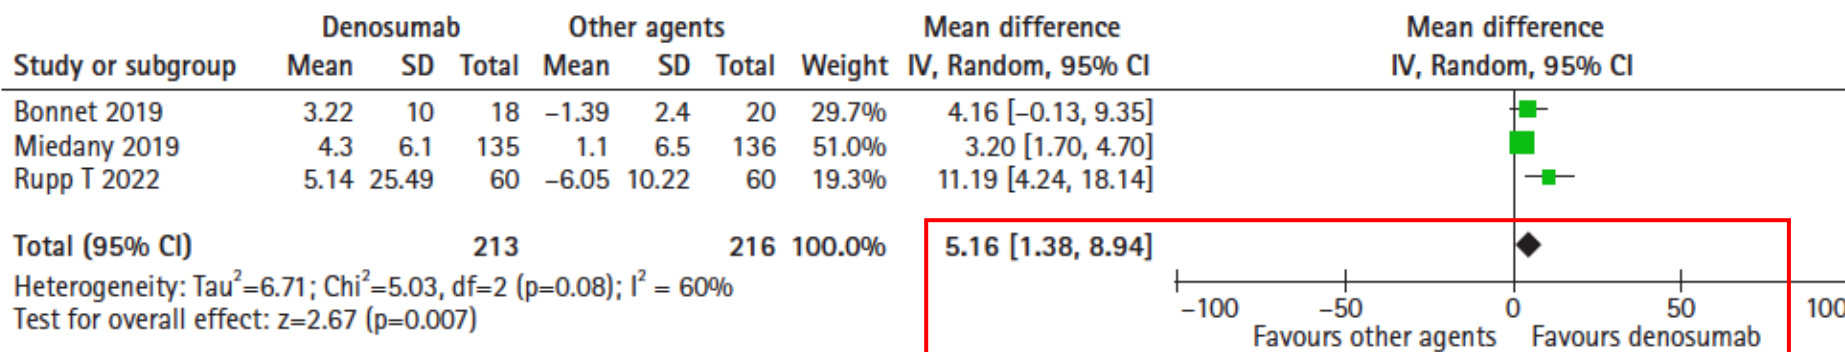 Denosumab Other agents Mean difference Mean difference
Study or subgroup Mean SD Total Mean SD Total Weight IV, Random, 95% CI IV, Random, 95% CI
Bonnet 2019 3.22 10 18 −1.39 2.4 20 29.7% 4.16 [−0.13, 9.35]
Miedany 2019 4.3 6.1 135 1.1 6.5 136 51.0% 3.20 [1.70, 4.70]
Rupp T 2022 5.14 25.49 60 −6.05 10.22 60 19.3% 11.19 [4.24, 18.14]
Total (95% CI) 213 216 100.0% 5.16 [1.38, 8.94]
Heterogeneity: Tau²=6.71; Chi²=5.03, df=2 (p=0.08); I² = 60%
Test for overall effect: z=2.67 (p=0.007)
−100 −50 0 50 100
Favours other agents Favours denosumab